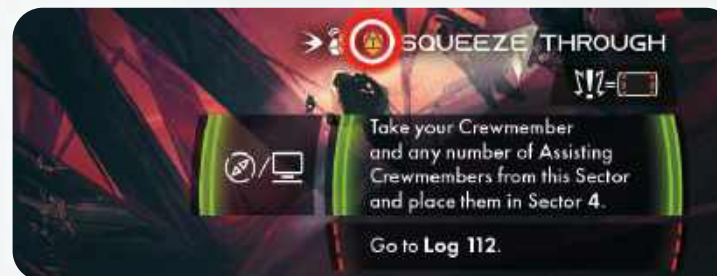 SQUEEZE THROUGH
Take your Crewmember
and any number of Assisting
Crewmembers from this Sector
and place them in Sector 4.
Go to Log 112.